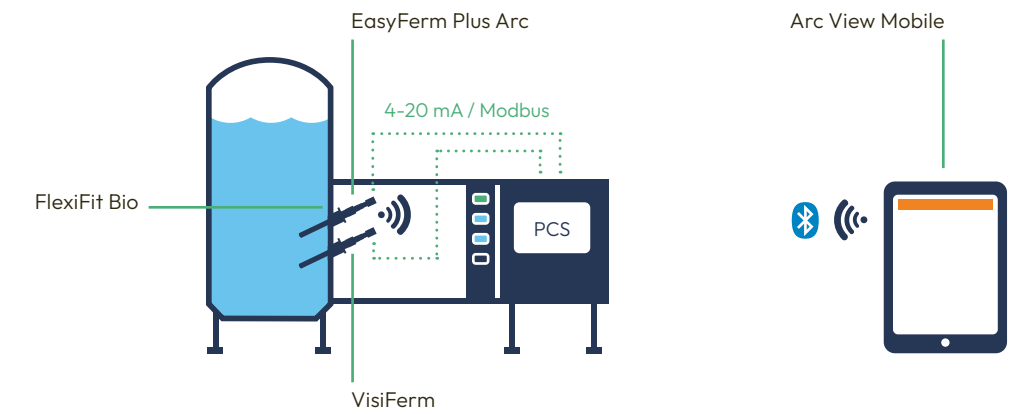 EasyFerm Plus Arc
Arc View Mobile
4-20 mA / Modbus
FlexiFit Bio
PCS
VisiFerm